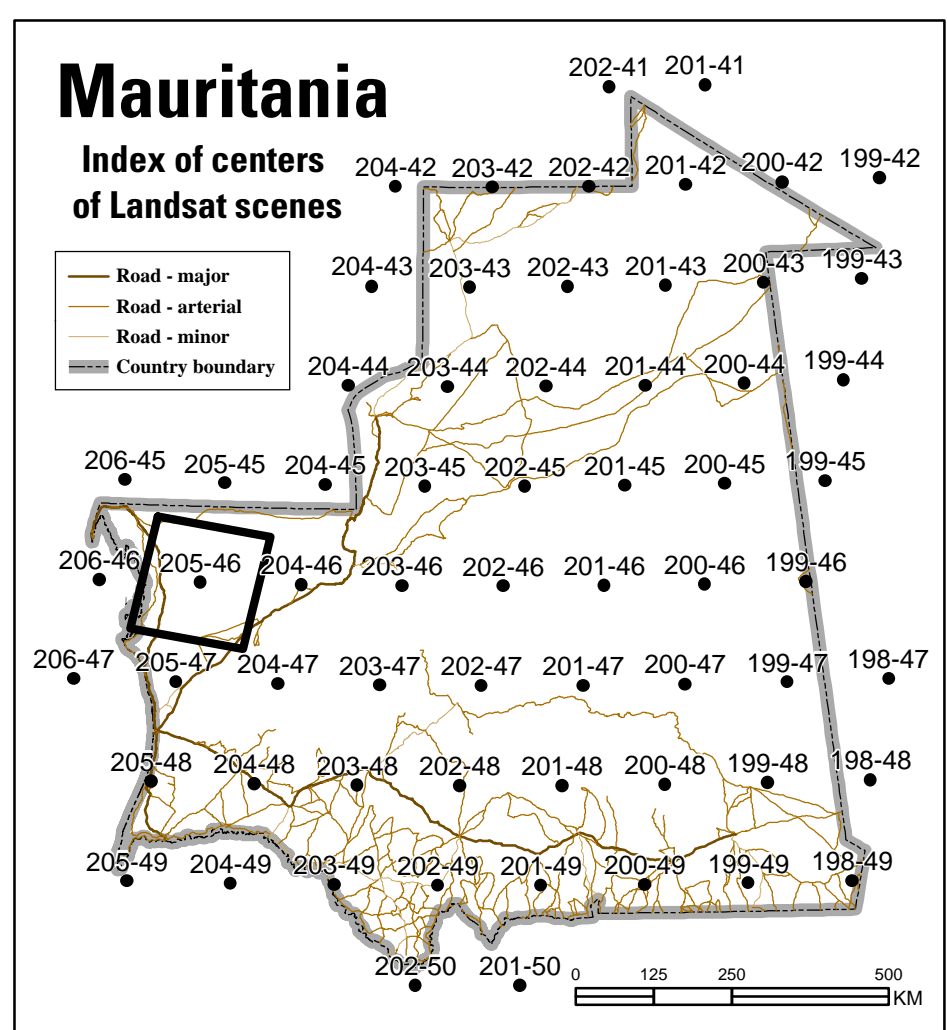 Mauritania
Index of centers
of Landsat scenes
202-41 201-41
204-42 203-42 202-42 201-42 200-42 199-42
Road - major
Road - arterial
Road - minor
Country boundary
204-43 203-43 202-43 201-43 200-43 199-43
204-44 203-44 202-44 201-44 200-44 199-44
206-45 205-45 204-45 203-45 202-45 201-45 200-45 199-45
206-46 205-46 204-46 203-46 202-46 201-46 200-46 199-46
206-47 205-47 204-47 203-47 202-47 201-47 200-47 199-47 198-47
205-48 204-48 203-48 202-48 201-48 200-48 199-48 198-48
205-49 204-49 203-49 202-49 201-49 200-49 199-49 198-49
202-50 201-50
0 125 250 500
KM